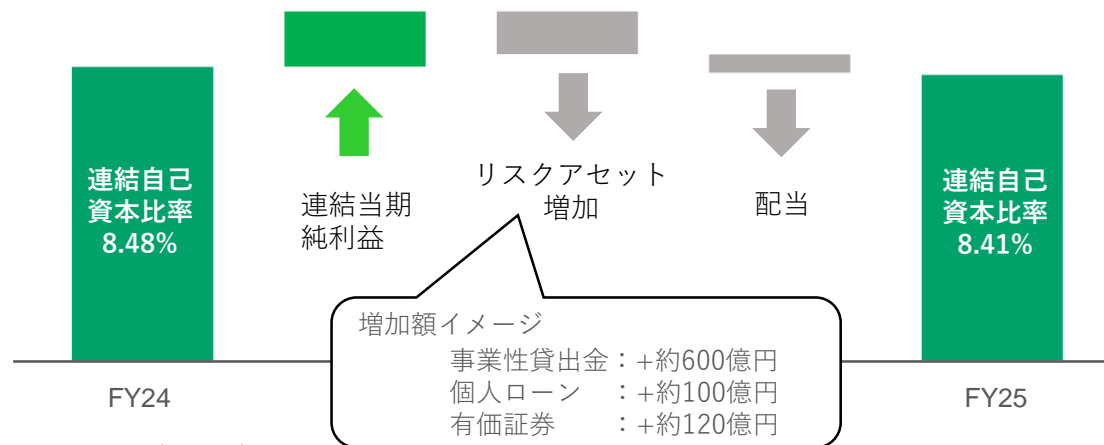 連結自己
資本比率
8.48%
連結当期
純利益
リスクアセット
増加
配当
連結自己
資本比率
8.41%
増加額イメージ
事業性貸出金：+約600億円
個人ローン　：+約100億円
有価証券　　：+約120億円
FY24
FY25